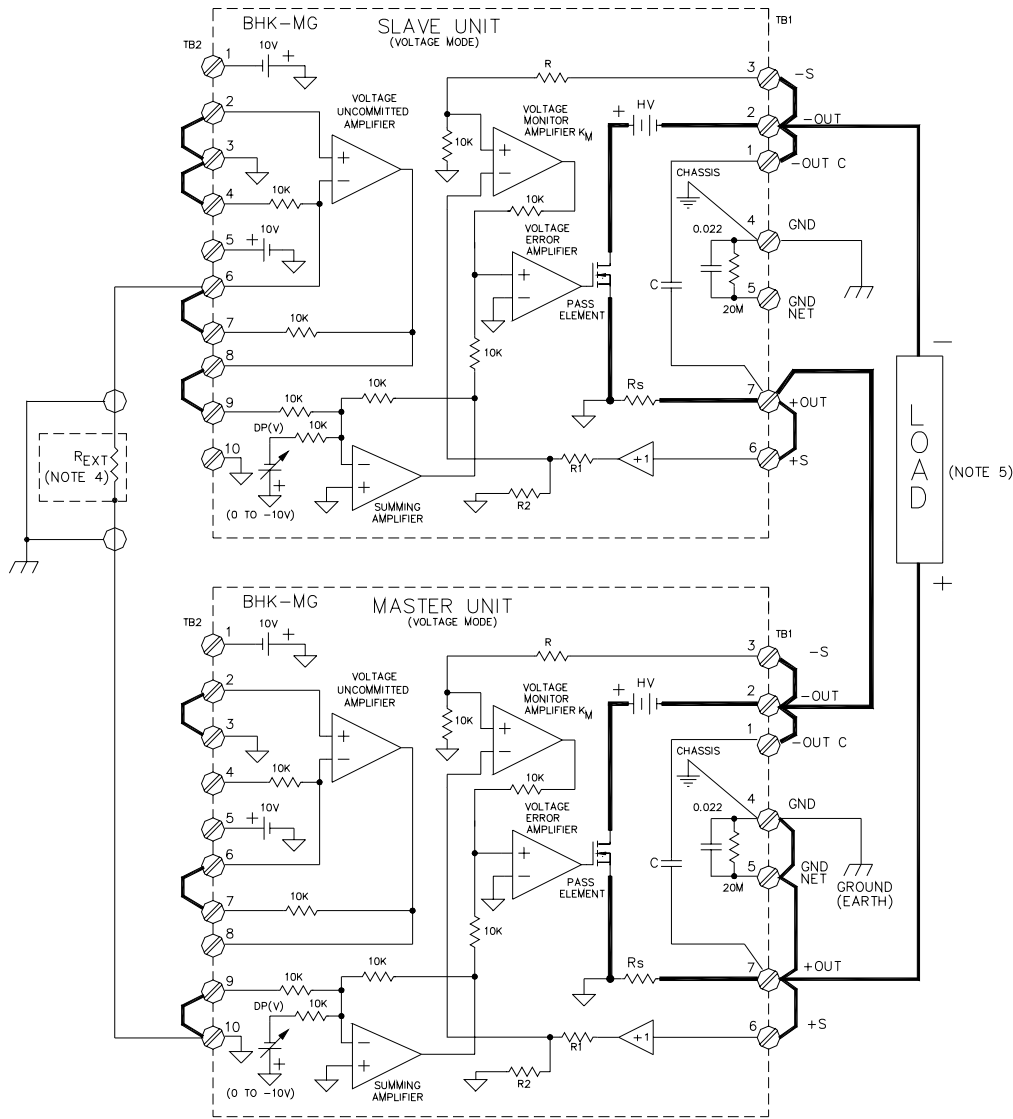 BHK-MG
SLAVE UNIT
(VOLTAGE MODE)
TB1
TB2
1
10V
+
2
VOLTAGE
UNCOMMITTED
AMPLIFIER
+
−
3
4
10K
5
+
10V
6
7
10K
8
9
10K
10K
DP(V)
10K
+
10
(0 TO -10V)
−
+
SUMMING
AMPLIFIER
R
10K
VOLTAGE
MONITOR
AMPLIFIER KM
+
−
10K
VOLTAGE
ERROR
AMPLIFIER
+
−
10K
+
HV
PASS
ELEMENT
Rs
R1
+1
R2
C
3
-S
2
-OUT
1
-OUT C
CHASSIS
4
GND
0.022
20M
5
GND
NET
7
+OUT
6
+S
−
LOAD
(NOTE 5)
+
REXT
(NOTE 4)
BHK-MG
MASTER UNIT
(VOLTAGE MODE)
TB1
TB2
1
10V
+
2
VOLTAGE
UNCOMMITTED
AMPLIFIER
+
−
3
4
10K
5
+
10V
6
7
10K
8
9
10K
10K
DP(V)
10K
+
10
(0 TO -10V)
−
+
SUMMING
AMPLIFIER
R
10K
VOLTAGE
MONITOR
AMPLIFIER KM
+
−
10K
VOLTAGE
ERROR
AMPLIFIER
+
−
10K
+
HV
PASS
ELEMENT
Rs
R1
+1
R2
C
3
-S
2
-OUT
1
-OUT C
CHASSIS
4
GND
0.022
20M
5
GND
NET
GROUND
(EARTH)
7
+OUT
6
+S